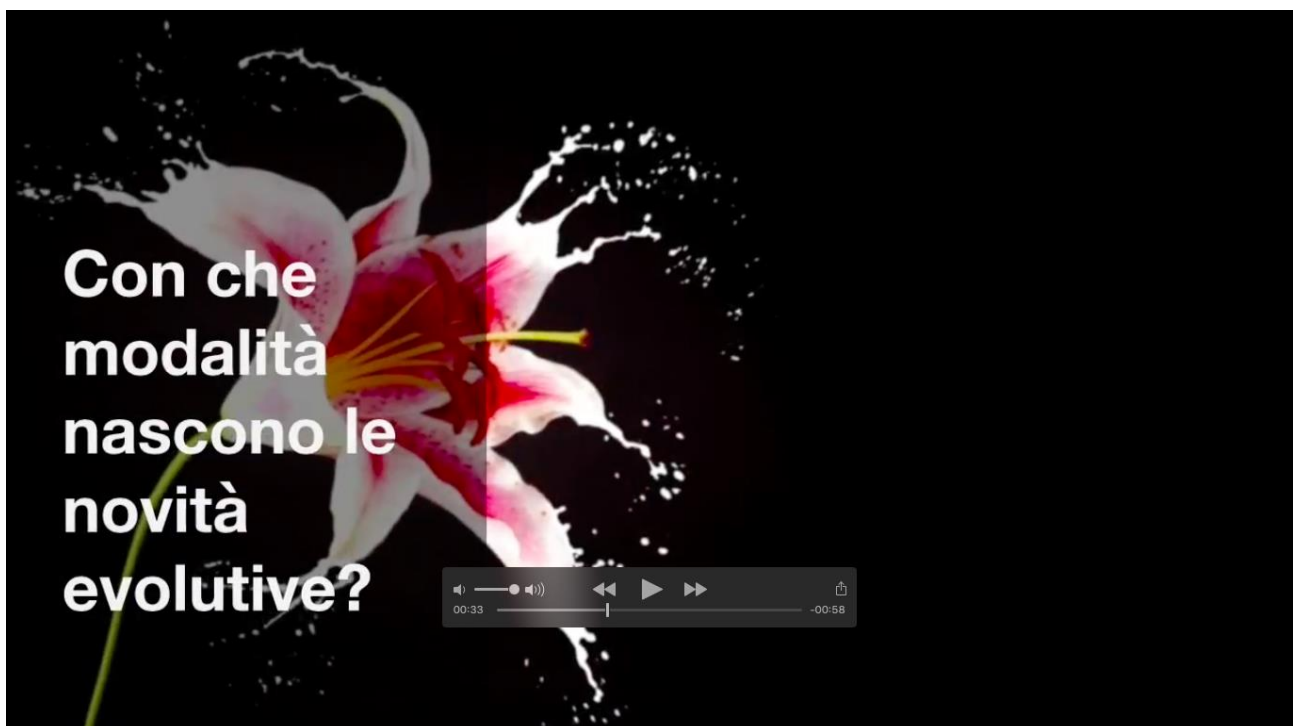 Con che
modalità
nascono le
novità
evolutive?
00:33
-00:58